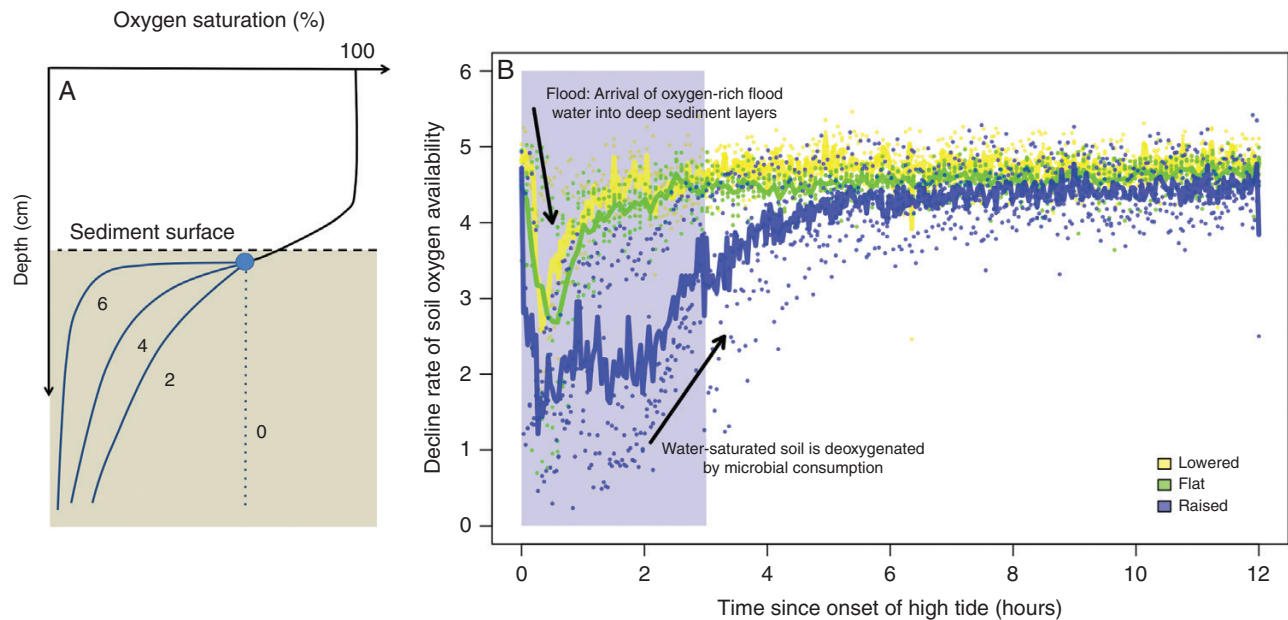 Oxygen saturation (%)
100
A
Depth (cm)
Sediment surface
6
4
2
0
B
Decline rate of soil oxygen availability
6
5
4
3
2
1
0
Flood: Arrival of oxygen-rich flood
water into deep sediment layers
Water-saturated soil is deoxygenated
by microbial consumption
Lowered
Flat
Raised
0
2
4
6
8
10
12
Time since onset of high tide (hours)